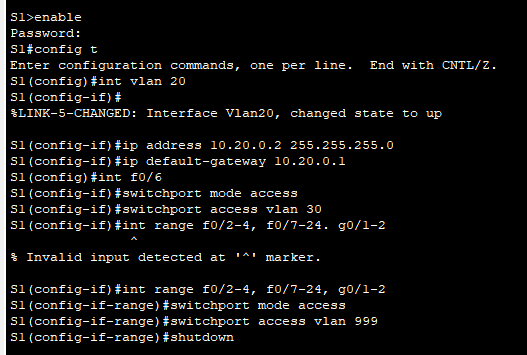 S1>enable
Password:
S1#config t
Enter configuration commands, one per line.  End with CNTL/Z.
S1(config)#int vlan 20
S1(config-if)#
%LINK-5-CHANGED: Interface Vlan20, changed state to up
S1(config-if)#ip address 10.20.0.2 255.255.255.0
S1(config-if)#ip default-gateway 10.20.0.1
S1(config)#int f0/6
S1(config-if)#switchport mode access
S1(config-if)#switchport access vlan 30
S1(config-if)#int range f0/2-4, f0/7-24. g0/1-2
^
% Invalid input detected at '^' marker.
S1(config-if)#int range f0/2-4, f0/7-24, g0/1-2
S1(config-if-range)#switchport mode access
S1(config-if-range)#switchport access vlan 999
S1(config-if-range)#shutdown